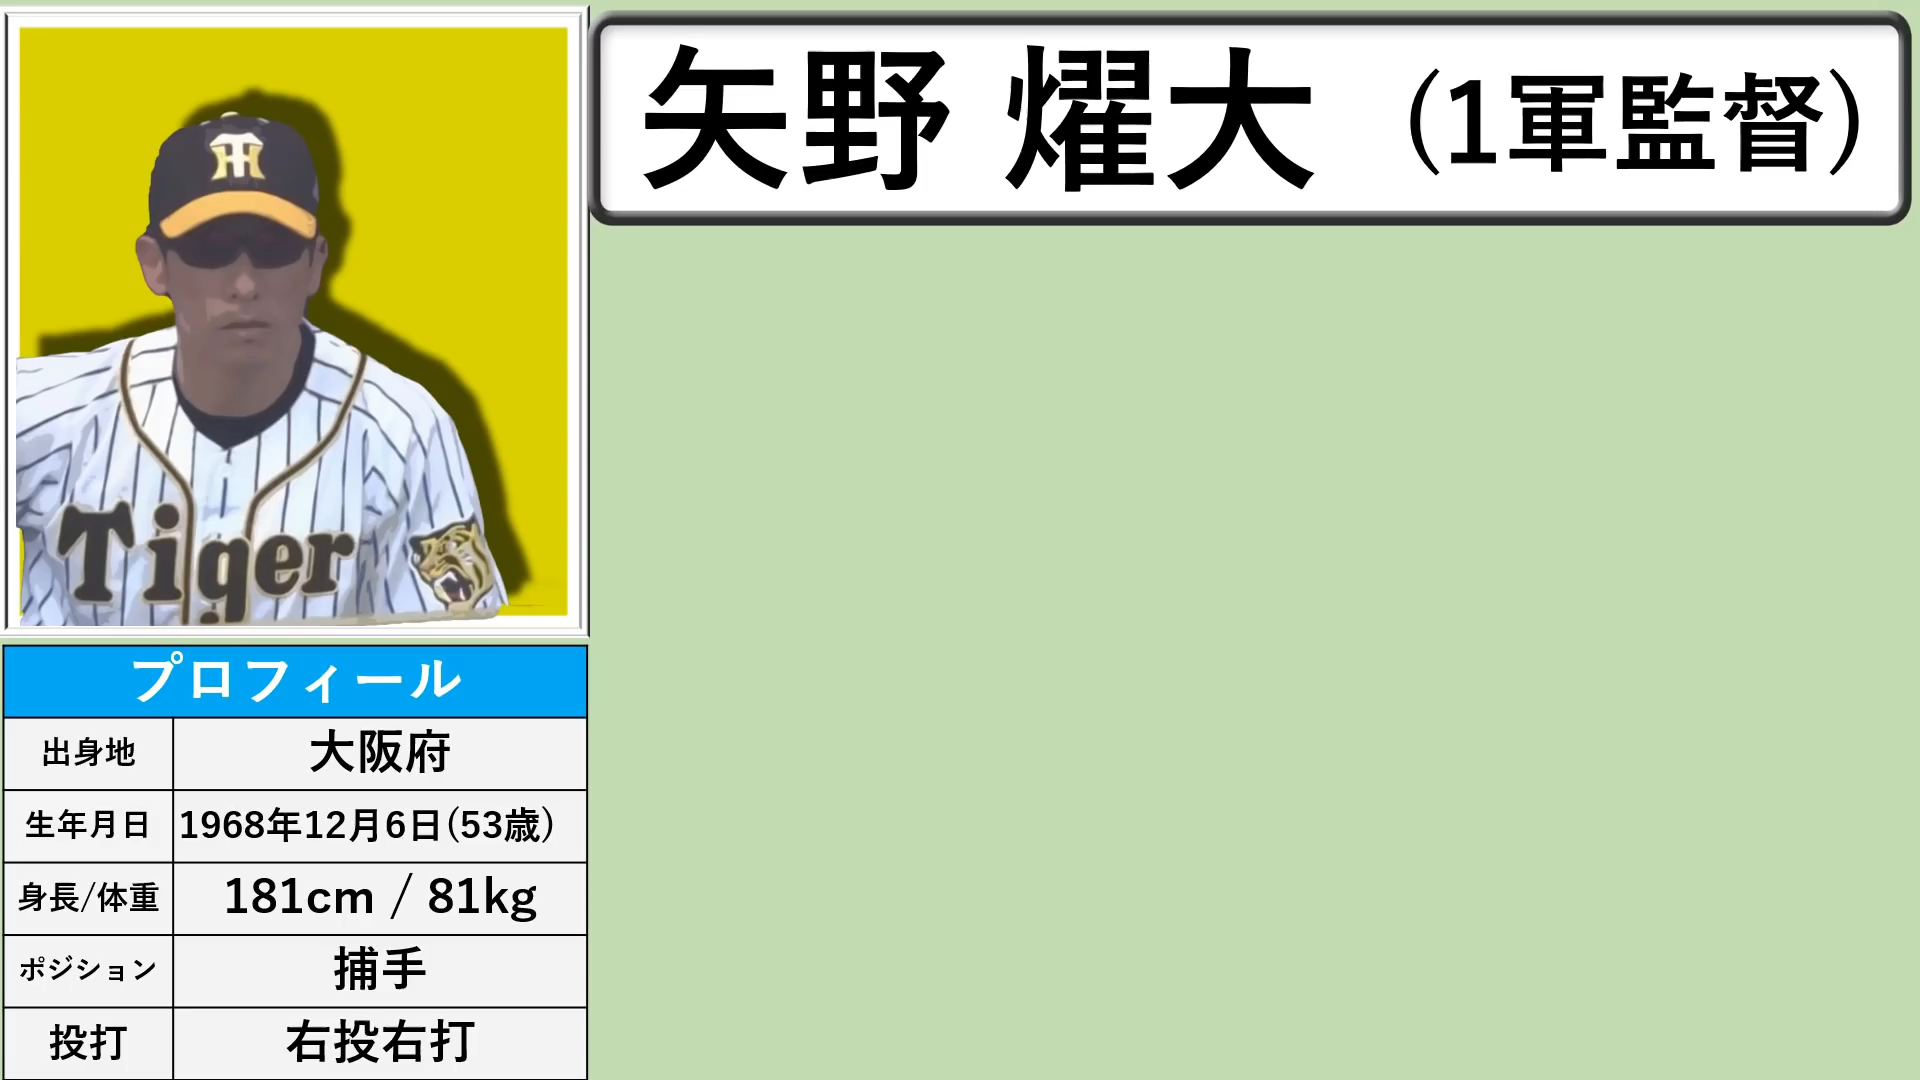 矢野 燿大 (1軍監督)
Tiger
プロフィール
出身地 大阪府
生年月日 1968年12月6日(53歳)
身長/体重 181cm / 81kg
ポジション 捕手
投打 右投右打